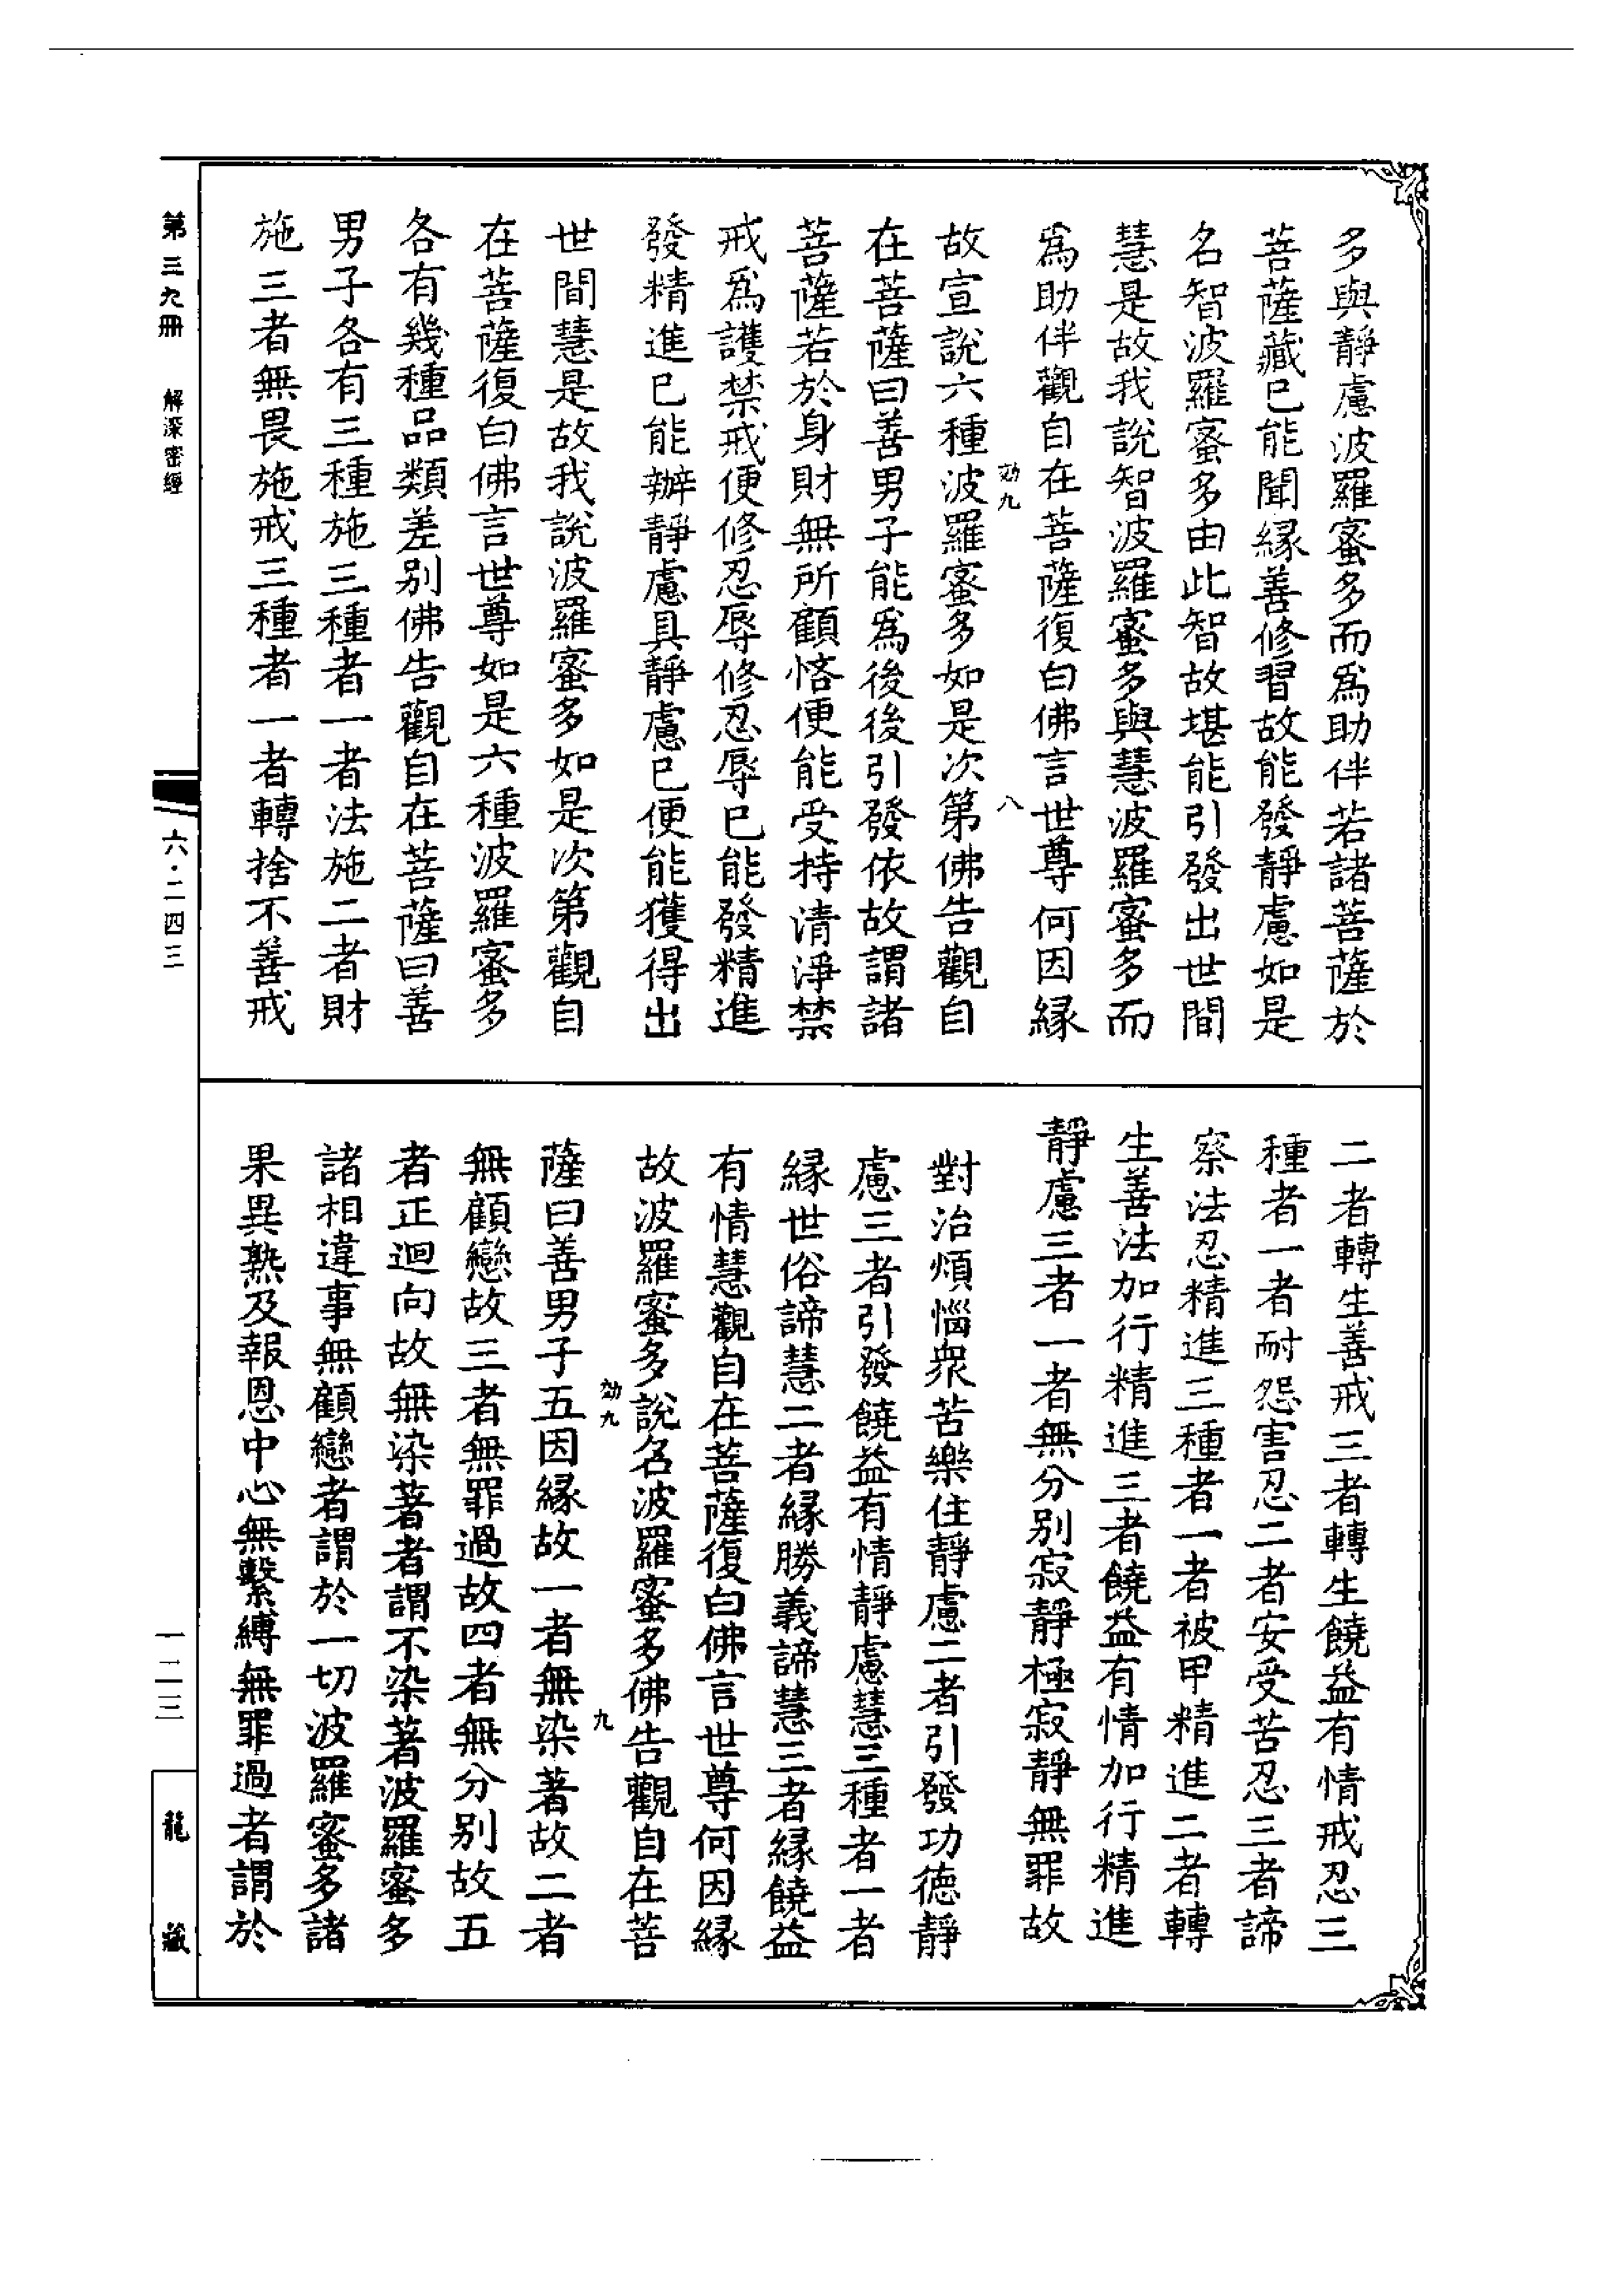 多與靜慮波羅蜜多而爲助伴若諸菩薩於
菩薩藏已能聞緣善修習故能發靜慮如是
名智波羅蜜多由此智故堪能引發出世間
慧是故我說智波羅蜜多與慧波羅蜜多而
爲助伴觀自在菩薩復白佛言世尊何因緣
効九
八
故宣說六種波羅蜜多如是次第佛告觀自
在菩薩曰善男子能爲後後引發依故謂諸
菩薩若於身財無所顧悋便能受持清淨禁
戒爲護禁戒便修忍辱修忍辱已能發精進
發精進已能辦靜慮具靜慮已便能獲得出
世間慧是故我說波羅蜜多如是次第觀自
在菩薩復白佛言世尊如是六種波羅蜜多
各有幾種品類差别佛告觀自在菩薩曰善
男子各有三種施三種者一者法施二者財
施三者無畏施戒三種者一者轉捨不善戒
二者轉生善戒三者轉生饒益有情戒忍三
種者一者耐怨害忍二者安受苦忍三者諦
察法忍精進三種者一者被甲精進二者轉
生善法加行精進三者饒益有情加行精進
靜慮三者一者無分别寂靜極寂靜無罪故
對治煩惱衆苦樂住靜慮二者引發功德靜
慮三者引發饒益有情靜慮慧三種者一者
緣世俗諦慧二者緣勝義諦慧三者緣饒益
有情慧觀自在菩薩復白佛言世尊何因緣
故波羅蜜多說名波羅蜜多佛告觀自在菩
効九
九
薩曰善男子五因緣故一者無染著故二者
無顧戀故三者無罪過故四者無分别故五
者正迴向故無染著者謂不染著波羅蜜多
諸相違事無顧戀者謂於一切波羅蜜多諸
果異熟及報恩中心無繫縛無罪過者謂於
第三九冊
解深密經
六·二四三
一二三
龍藏